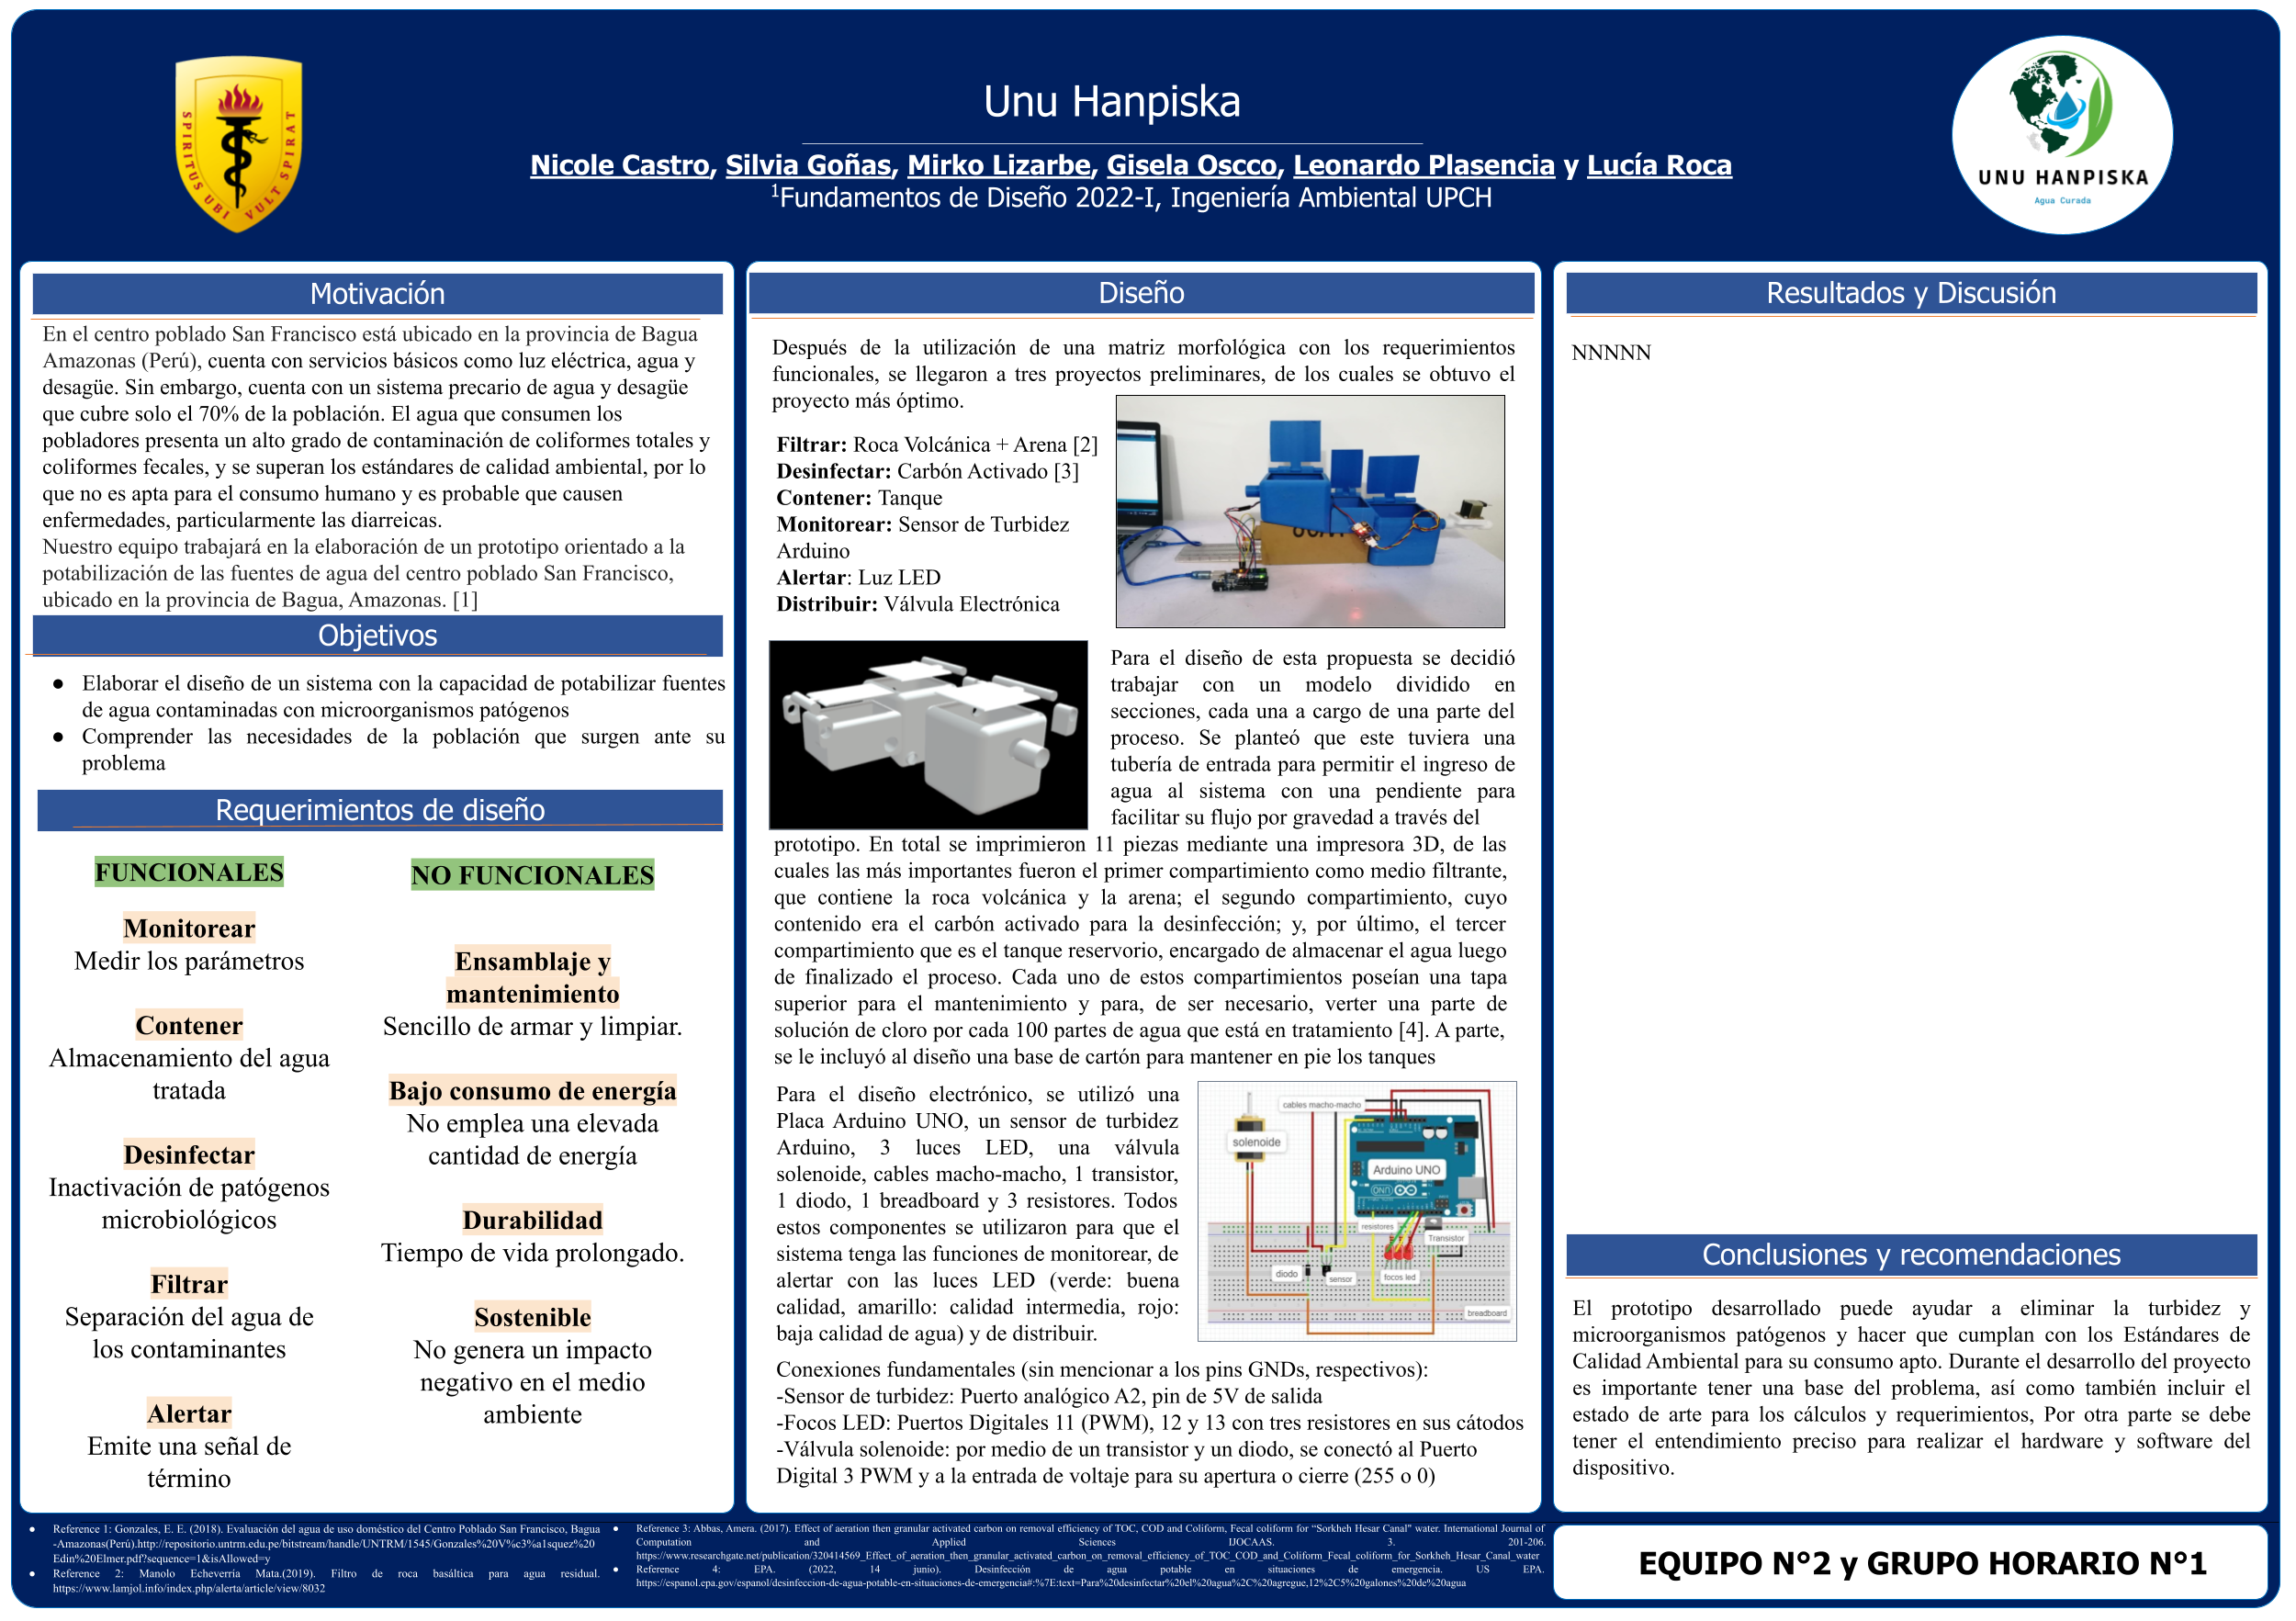 SPIRITUS UBI VULT SPIRAT
Unu Hanpiska
Nicole Castro, Silvia Goñas, Mirko Lizarbe, Gisela Oscco, Leonardo Plasencia y Lucía Roca
1Fundamentos de Diseño 2022-I, Ingeniería Ambiental UPCH
UNU HANPISKA
Agua Curada
Motivación
En el centro poblado San Francisco está ubicado en la provincia de Bagua
Amazonas (Perú), cuenta con servicios básicos como luz eléctrica, agua y
desagüe. Sin embargo, cuenta con un sistema precario de agua y desagüe
que cubre solo el 70% de la población. El agua que consumen los
pobladores presenta un alto grado de contaminación de coliformes totales y
coliformes fecales, y se superan los estándares de calidad ambiental, por lo
que no es apta para el consumo humano y es probable que causen
enfermedades, particularmente las diarreicas.
Nuestro equipo trabajará en la elaboración de un prototipo orientado a la
potabilización de las fuentes de agua del centro poblado San Francisco,
ubicado en la provincia de Bagua, Amazonas. [1]
Objetivos
● Elaborar el diseño de un sistema con la capacidad de potabilizar fuentes
de agua contaminadas con microorganismos patógenos
● Comprender las necesidades de la población que surgen ante su
problema
Requerimientos de diseño
FUNCIONALES
Monitorear
Medir los parámetros
Contener
Almacenamiento del agua
tratada
Desinfectar
Inactivación de patógenos
microbiológicos
Filtrar
Separación del agua de
los contaminantes
Alertar
Emite una señal de
término
NO FUNCIONALES
Ensamblaje y
mantenimiento
Sencillo de armar y limpiar.
Bajo consumo de energía
No emplea una elevada
cantidad de energía
Durabilidad
Tiempo de vida prolongado.
Sostenible
No genera un impacto
negativo en el medio
ambiente
Diseño
Después de la utilización de una matriz morfológica con los requerimientos
funcionales, se llegaron a tres proyectos preliminares, de los cuales se obtuvo el
proyecto más óptimo.
Filtrar: Roca Volcánica + Arena [2]
Desinfectar: Carbón Activado [3]
Contener: Tanque
Monitorear: Sensor de Turbidez
Arduino
Alertar: Luz LED
Distribuir: Válvula Electrónica
Para el diseño de esta propuesta se decidió
trabajar con un modelo dividido en
secciones, cada una a cargo de una parte del
proceso. Se planteó que este tuviera una
tubería de entrada para permitir el ingreso de
agua al sistema con una pendiente para
facilitar su flujo por gravedad a través del
prototipo. En total se imprimieron 11 piezas mediante una impresora 3D, de las
cuales las más importantes fueron el primer compartimiento como medio filtrante,
que contiene la roca volcánica y la arena; el segundo compartimiento, cuyo
contenido era el carbón activado para la desinfección; y, por último, el tercer
compartimiento que es el tanque reservorio, encargado de almacenar el agua luego
de finalizado el proceso. Cada uno de estos compartimientos poseían una tapa
superior para el mantenimiento y para, de ser necesario, verter una parte de
solución de cloro por cada 100 partes de agua que está en tratamiento [4]. A parte,
se le incluyó al diseño una base de cartón para mantener en pie los tanques
Para el diseño electrónico, se utilizó una
Placa Arduino UNO, un sensor de turbidez
Arduino, 3 luces LED, una válvula
solenoide, cables macho-macho, 1 transistor,
1 diodo, 1 breadboard y 3 resistores. Todos
estos componentes se utilizaron para que el
sistema tenga las funciones de monitorear, de
alertar con las luces LED (verde: buena
calidad, amarillo: calidad intermedia, rojo:
baja calidad de agua) y de distribuir.
cables macho-macho
solenoide
Arduino UNO
UNO
resistores
Transistor
diodo
sensor
focos led
breadboard
Conexiones fundamentales (sin mencionar a los pins GNDs, respectivos):
-Sensor de turbidez: Puerto analógico A2, pin de 5V de salida
-Focos LED: Puertos Digitales 11 (PWM), 12 y 13 con tres resistores en sus cátodos
-Válvula solenoide: por medio de un transistor y un diodo, se conectó al Puerto
Digital 3 PWM y a la entrada de voltaje para su apertura o cierre (255 o 0)
Resultados y Discusión
NNNNN
Conclusiones y recomendaciones
El prototipo desarrollado puede ayudar a eliminar la turbidez y
microorganismos patógenos y hacer que cumplan con los Estándares de
Calidad Ambiental para su consumo apto. Durante el desarrollo del proyecto
es importante tener una base del problema, así como también incluir el
estado de arte para los cálculos y requerimientos, Por otra parte se debe
tener el entendimiento preciso para realizar el hardware y software del
dispositivo.
● Reference 1: Gonzales, E. E. (2018). Evaluación del agua de uso doméstico del Centro Poblado San Francisco, Bagua
-Amazonas(Perú).http://repositorio.untrm.edu.pe/bitstream/handle/UNTRM/1545/Gonzales%20V%c3%a1squez%20
Edin%20Elmer.pdf?sequence=1&isAllowed=y
● Reference 2: Manolo Echeverría Mata.(2019). Filtro de roca basáltica para agua residual.
https://www.lamjol.info/index.php/alerta/article/view/8032
● Reference 3: Abbas, Amera. (2017). Effect of aeration then granular activated carbon on removal efficiency of TOC, COD and Coliform, Fecal coliform for “Sorkheh Hesar Canal” water. International Journal of
Computation and Applied Sciences IJOCAAS. 3. 201-206.
https://www.researchgate.net/publication/320414569_Effect_of_aeration_then_granular_activated_carbon_on_removal_efficiency_of_TOC_COD_and_Coliform_Fecal_coliform_for_Sorkheh_Hesar_Canal_water
● Reference 4: EPA. (2022, 14 junio). Desinfección de agua potable en situaciones de emergencia. US EPA.
https://espanol.epa.gov/espanol/desinfeccion-de-agua-potable-en-situaciones-de-emergencia#:%7E:text=Para%20desinfectar%20el%20agua%2C%20agregue,12%2C5%20galones%20de%20agua
EQUIPO N°2 y GRUPO HORARIO N°1